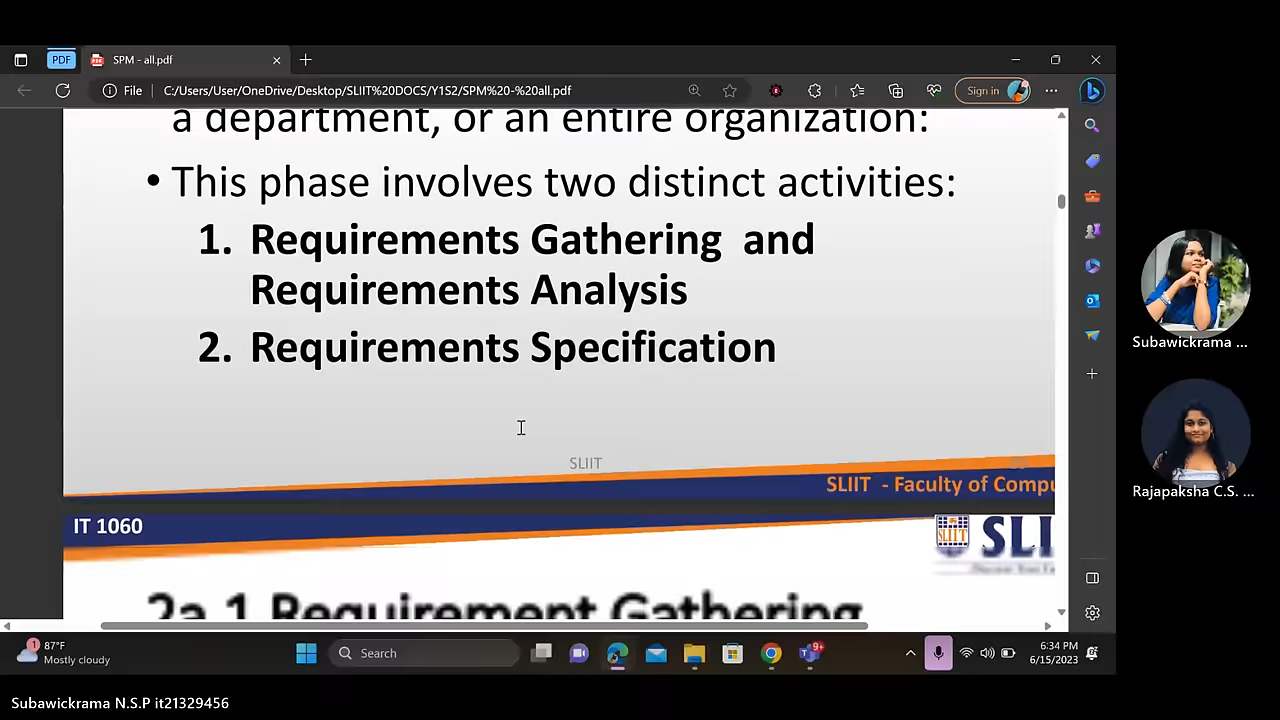 PDF
SPM - all.pdf
File
C:/Users/User/OneDrive/Desktop/SLIIT%20DOCS/Y1S2/SPM%20-%20all.pdf
Sign in
a department, or an entire organization:
• This phase involves two distinct activities:
1. Requirements Gathering and
Requirements Analysis
2. Requirements Specification
SLIIT
SLIIT - Faculty of Compu
IT 1060
SLIIT
SLI
2a.1 Requirement Gathering
Subawickrama ...
Rajapaksha C.S. ...
1
87°F
Mostly cloudy
Search
9+
6:34 PM
6/15/2023
Subawickrama N.S.P it21329456